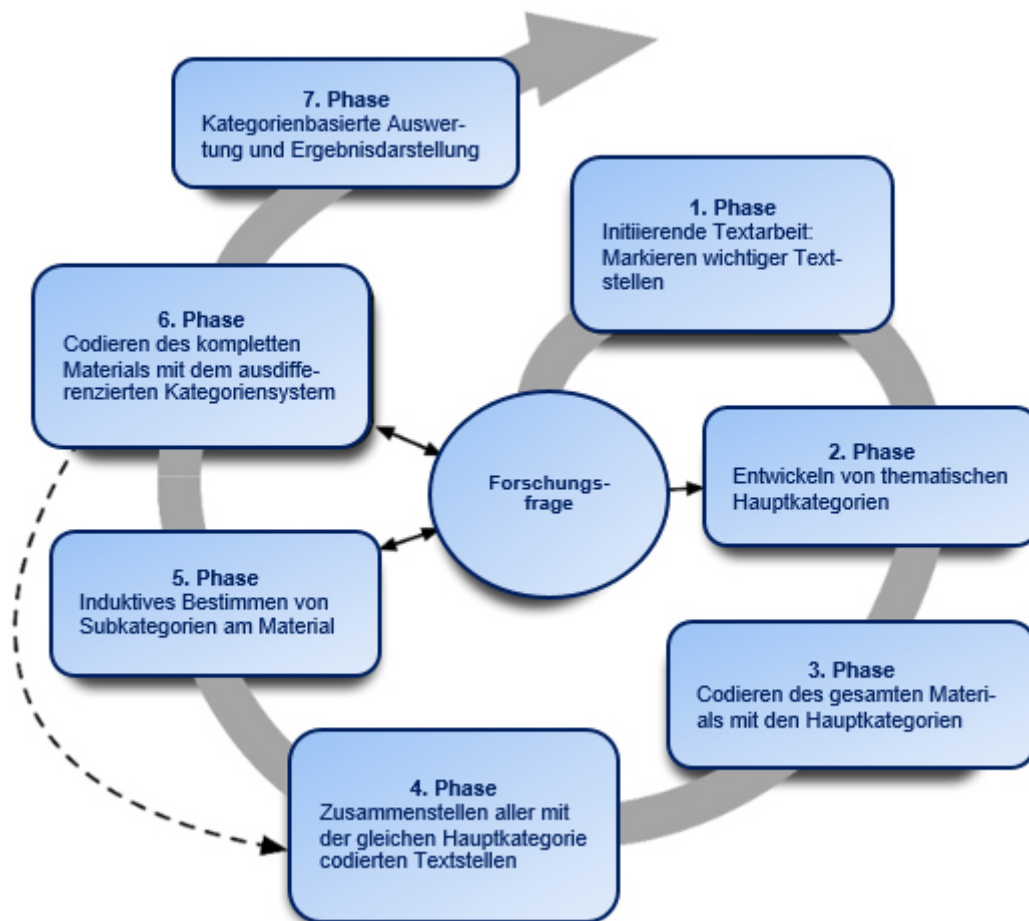 7. Phase
Kategorienbasierte Auswer-
tung und Ergebnisdarstellung
1. Phase
Initiierende Textarbeit:
Markieren wichtiger Text-
stellen
6. Phase
Codieren des kompletten
Materials mit dem ausdiffe-
renzierten Kategoriensystem
Forschungs-
frage
2. Phase
Entwickeln von thematischen
Hauptkategorien
5. Phase
Induktives Bestimmen von
Subkategorien am Material
3. Phase
Codieren des gesamten Materi-
als mit den Hauptkategorien
4. Phase
Zusammenstellen aller mit
der gleichen Hauptkategorie
codierten Textstellen